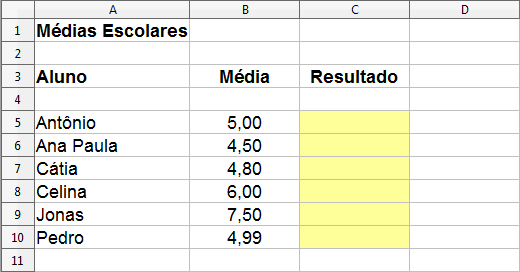 A B C D
1 Médias Escolares
2
3 Aluno Média Resultado
4
5 Antônio 5,00
6 Ana Paula 4,50
7 Cátia 4,80
8 Celina 6,00
9 Jonas 7,50
10 Pedro 4,99
11